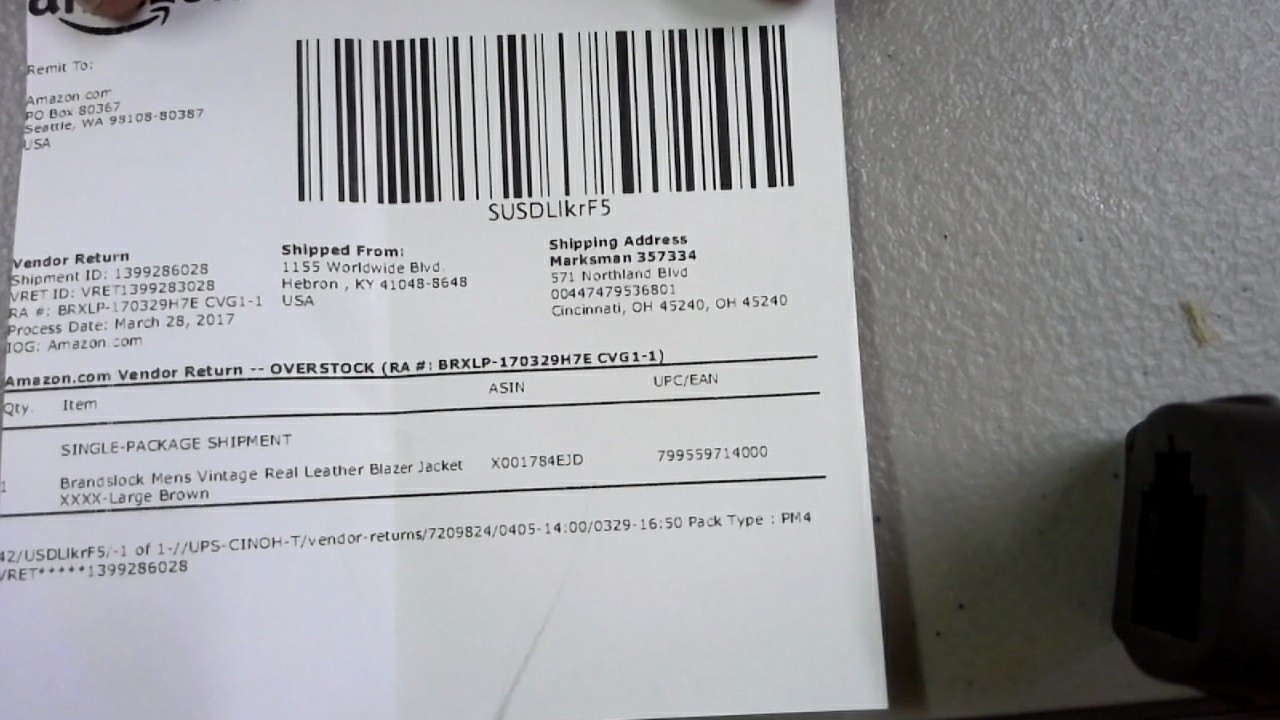 Remit To:
Amazon.com
PO Box 80367
Seattle, WA 98108-80387
USA
SUSDLlkrF5
Vendor Return
Shipment ID: 1399286028
VRET ID: VRET1399283028
RA #: BRXLP-170329H7E CVG1-1
Process Date: March 28, 2017
IOG: Amazon.com
Shipped From:
1155 Worldwide Blvd.
Hebron , KY 41048-8648
USA
Shipping Address
Marksman 357334
571 Northland Blvd
00447479536801
Cincinnati, OH 45240, OH 45240
Amazon.com Vendor Return -- OVERSTOCK (RA #: BRXLP-170329H7E CVG1-1)
Qty. Item ASIN UPC/EAN
SINGLE-PACKAGE SHIPMENT
1 Brandslock Mens Vintage Real Leather Blazer Jacket X001784EJD 799559714000
XXXX-Large Brown
42/USDLlkrF5/-1 of 1-//UPS-CINOH-T/vendor-returns/7209824/0405-14:00/0329-16:50 Pack Type : PM4
VRET*****1399286028